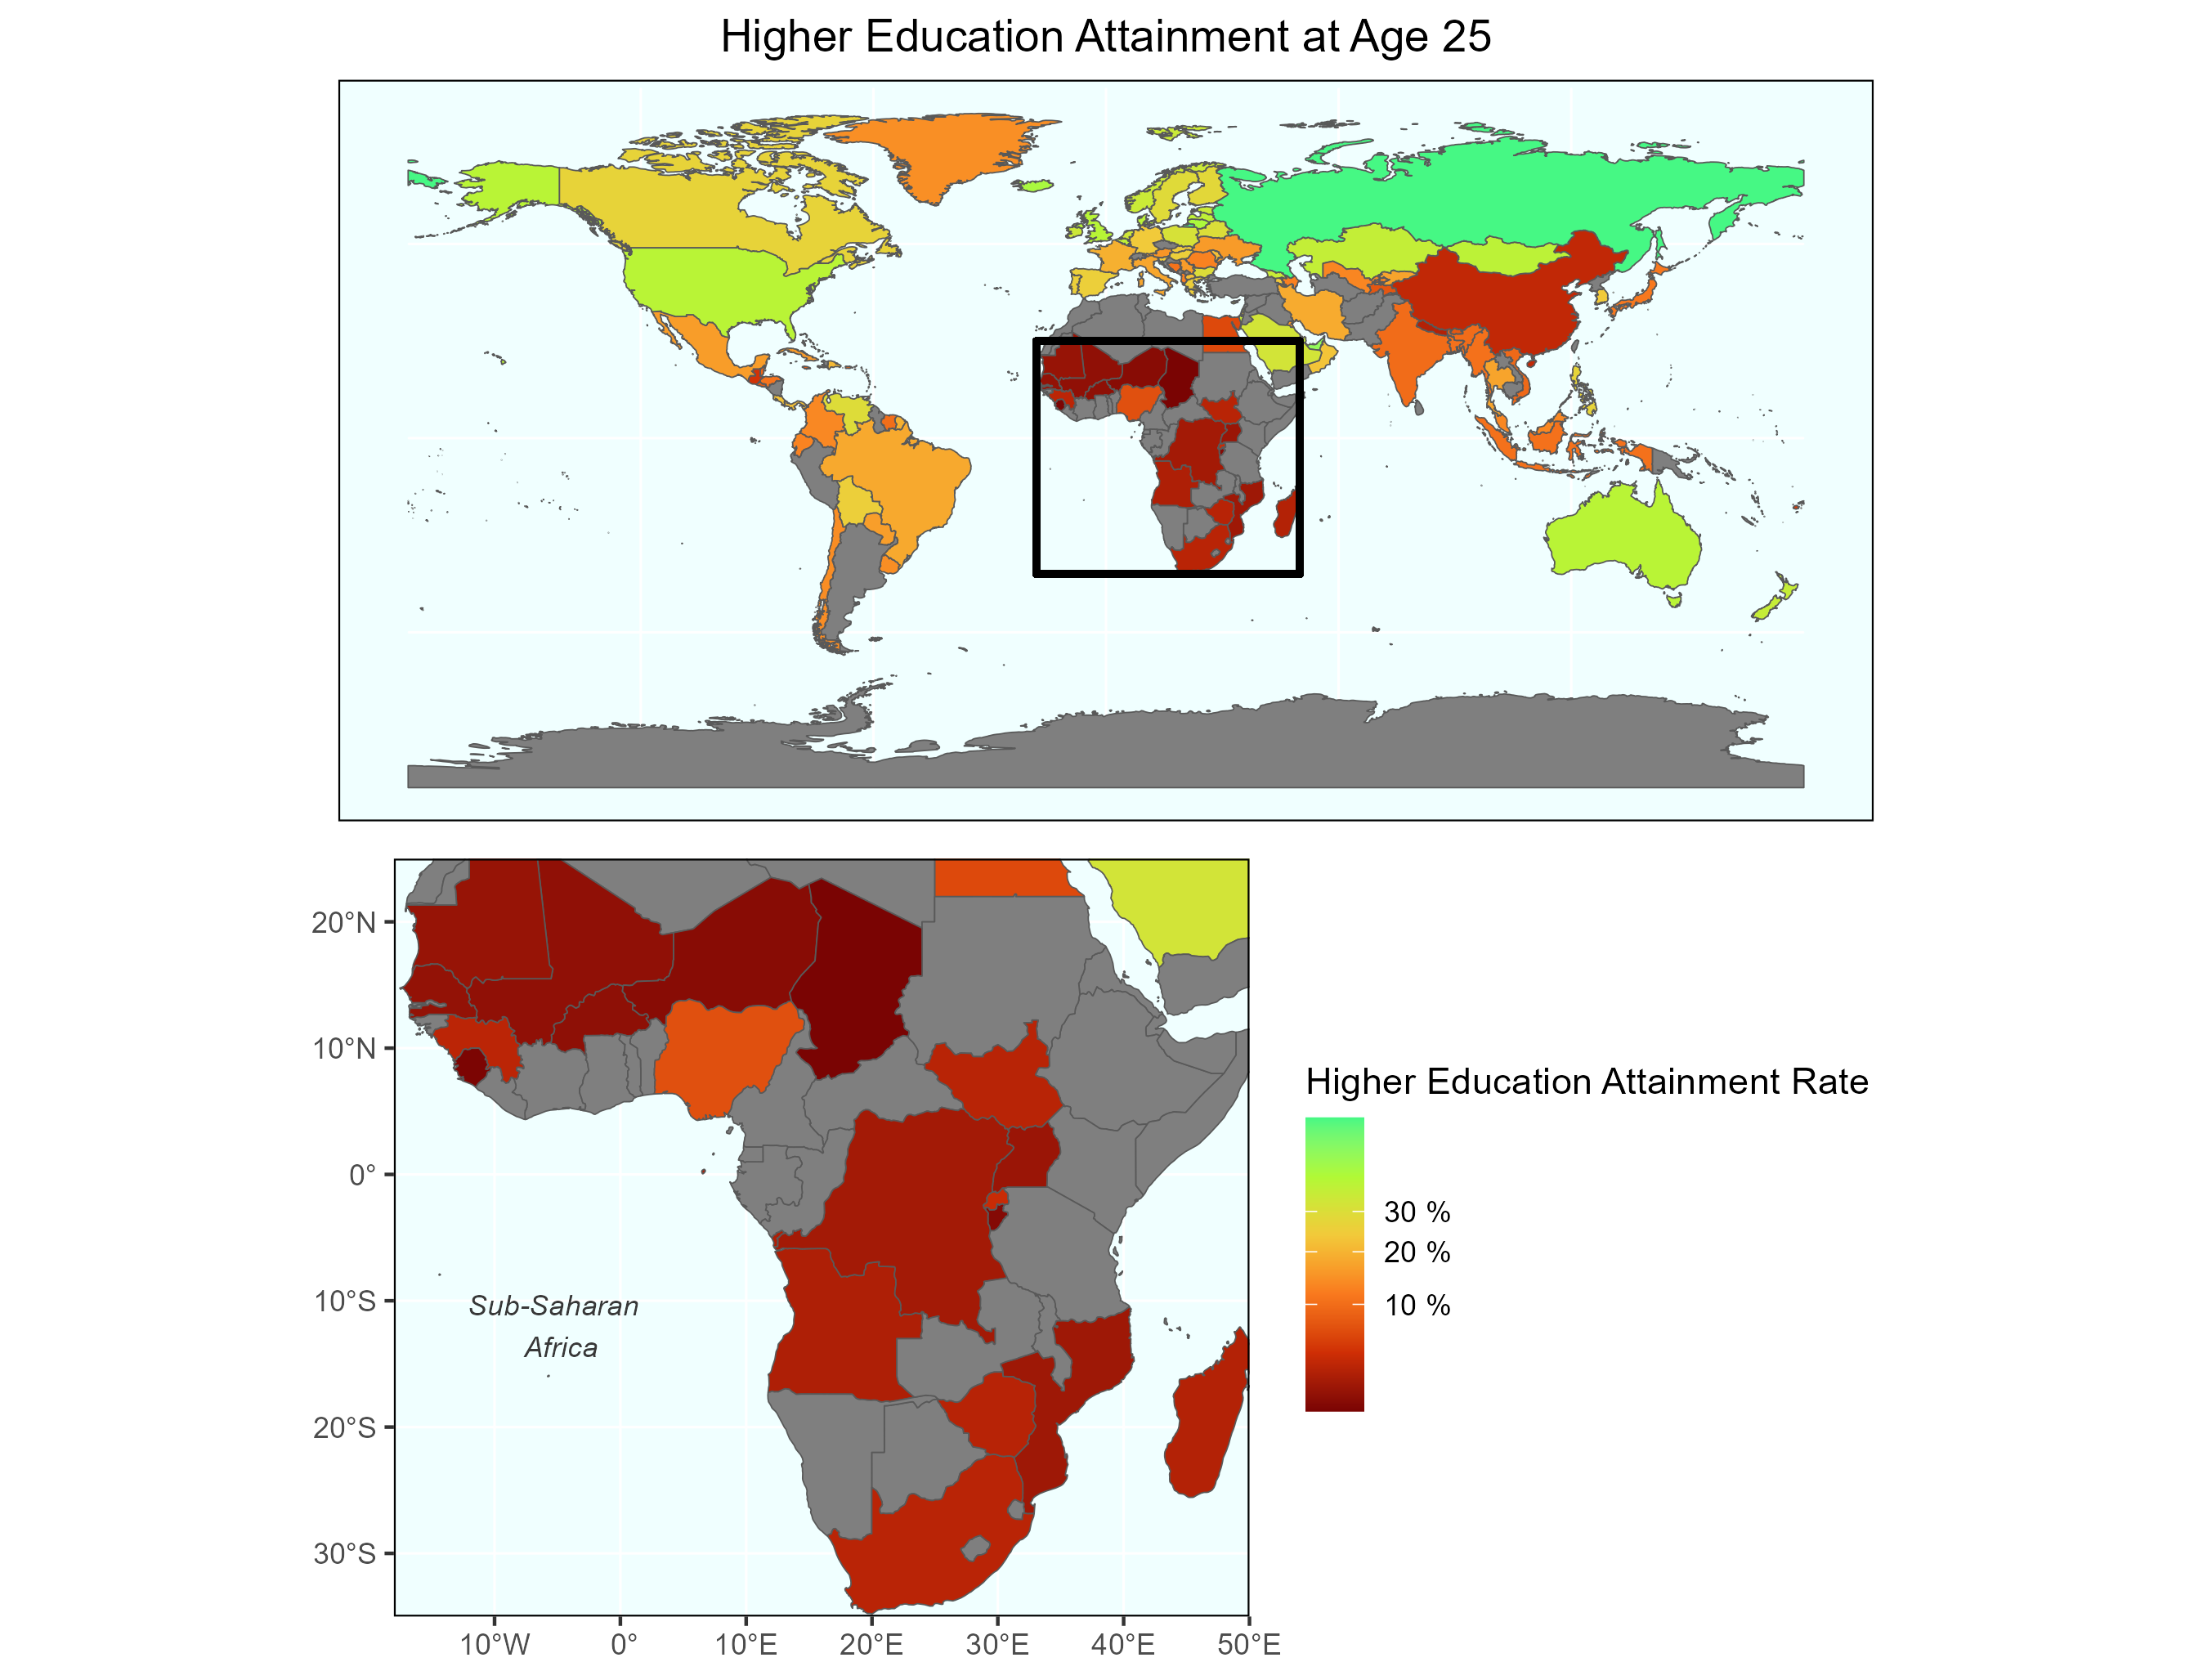 Higher Education Attainment at Age 25
20°N
10°N
0°
10°S
20°S
30°S
Sub-Saharan
Africa
10°W
0°
10°E
20°E
30°E
40°E
50°E
Higher Education Attainment Rate
30 %
20 %
10 %